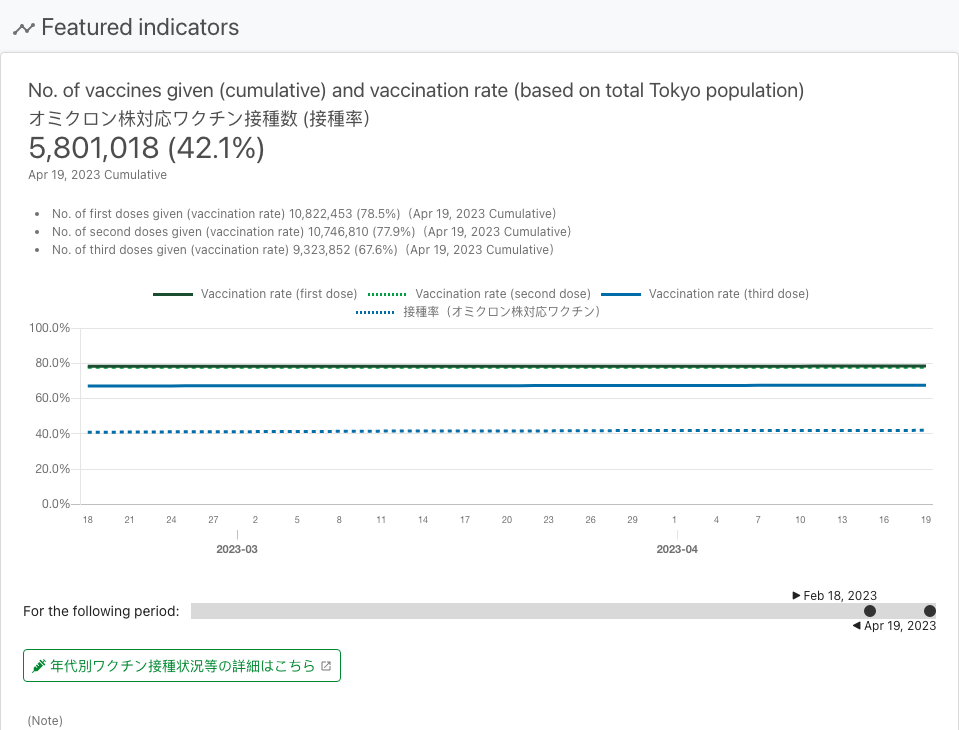 Featured indicators
No. of vaccines given (cumulative) and vaccination rate (based on total Tokyo population)
オミクロン株対応ワクチン接種数 (接種率)
5,801,018 (42.1%)
Apr 19, 2023 Cumulative
No. of first doses given (vaccination rate) 10,822,453 (78.5%)  (Apr 19, 2023 Cumulative)
No. of second doses given (vaccination rate) 10,746,810 (77.9%)  (Apr 19, 2023 Cumulative)
No. of third doses given (vaccination rate) 9,323,852 (67.6%)  (Apr 19, 2023 Cumulative)
Vaccination rate (first dose) Vaccination rate (second dose) Vaccination rate (third dose)
接種率（オミクロン株対応ワクチン）
100.0%
80.0%
60.0%
40.0%
20.0%
0.0%
18 21 24 27 2 5 8 11 14 17 20 23 26 29 1 4 7 10 13 16 19
2023-03 2023-04
Feb 18, 2023
For the following period:
Apr 19, 2023
年代別ワクチン接種状況等の詳細はこちら
(Note)